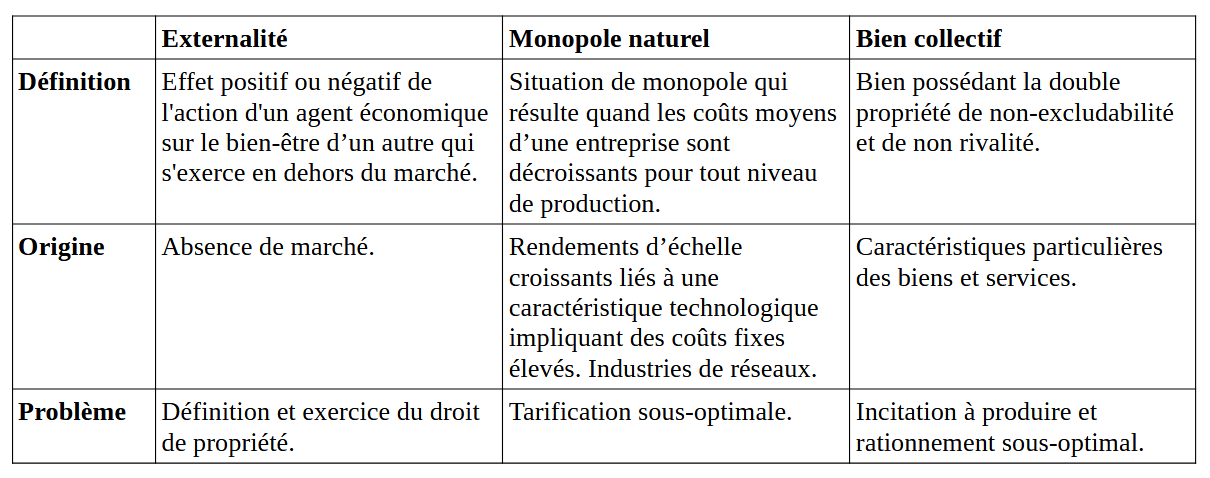 Externalité
Monopole naturel
Bien collectif
Définition
Effet positif ou négatif de
l'action d'un agent économique
sur le bien-être d’un autre qui
s'exerce en dehors du marché.
Situation de monopole qui
résulte quand les coûts moyens
d’une entreprise sont
décroissants pour tout niveau
de production.
Bien possédant la double
propriété de non-excludabilité
et de non rivalité.
Origine
Absence de marché.
Rendements d’échelle
croissants liés à une
caractéristique technologique
impliquant des coûts fixes
élevés. Industries de réseaux.
Caractéristiques particulières
des biens et services.
Problème
Définition et exercice du droit
de propriété.
Tarification sous-optimale.
Incitation à produire et
rationnement sous-optimal.